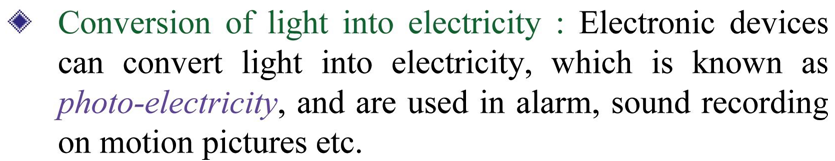 Conversion of light into electricity : Electronic devices
can convert light into electricity, which is known as
photo-electricity, and are used in alarm, sound recording
on motion pictures etc.